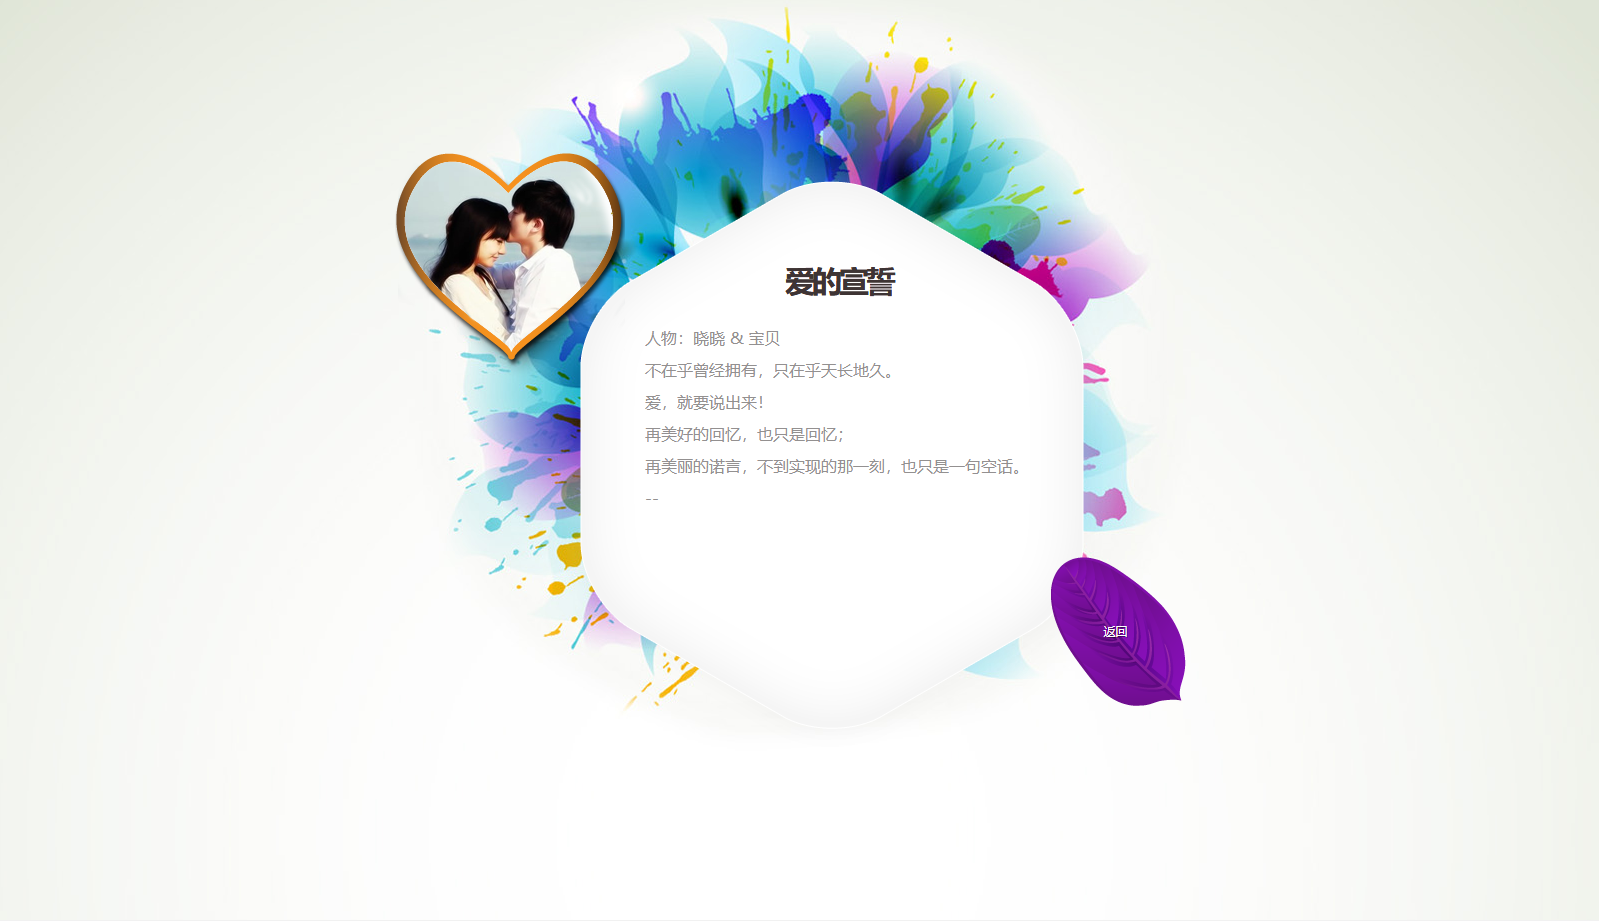 爱的宣誓
人物：晓晓 & 宝贝
不在乎曾经拥有，只在乎天长地久。
爱，就要说出来！
再美好的回忆，也只是回忆；
再美丽的诺言，不到实现的那一刻，也只是一句空话。
--
返回